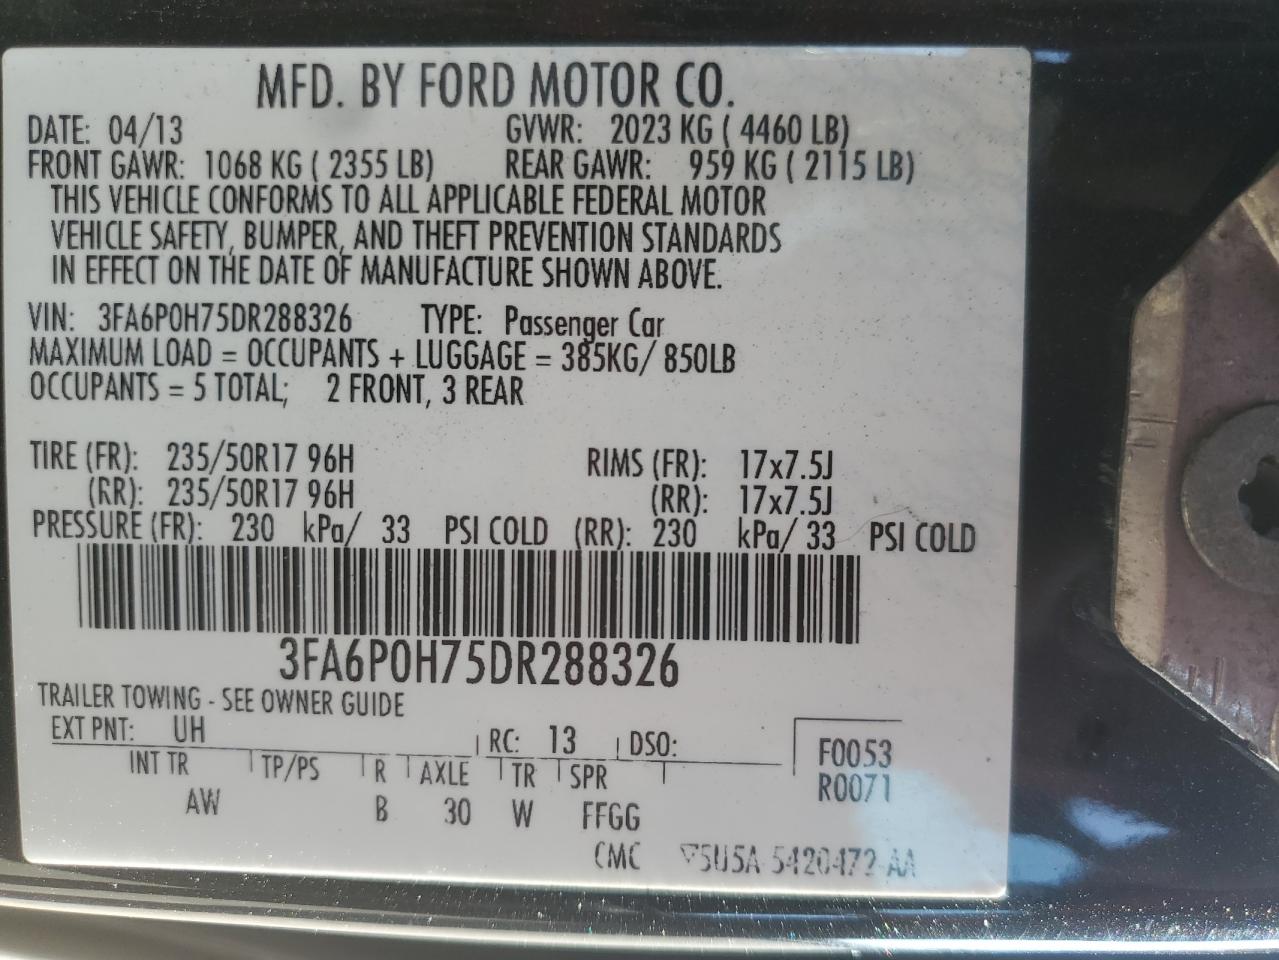 MFD. BY FORD MOTOR CO.
DATE: 04/13 GVWR: 2023 KG ( 4460 LB)
FRONT GAWR: 1068 KG ( 2355 LB) REAR GAWR: 959 KG ( 2115 LB)
THIS VEHICLE CONFORMS TO ALL APPLICABLE FEDERAL MOTOR
VEHICLE SAFETY, BUMPER, AND THEFT PREVENTION STANDARDS
IN EFFECT ON THE DATE OF MANUFACTURE SHOWN ABOVE.
VIN: 3FA6P0H75DR288326 TYPE: Passenger Car
MAXIMUM LOAD = OCCUPANTS + LUGGAGE = 385KG/ 850LB
OCCUPANTS = 5 TOTAL; 2 FRONT, 3 REAR
TIRE (FR): 235/50R17 96H RIMS (FR): 17x7.5J
(RR): 235/50R17 96H (RR): 17x7.5J
PRESSURE (FR): 230 kPa/ 33 PSI COLD (RR): 230 kPa/ 33 PSI COLD
3FA6P0H75DR288326
TRAILER TOWING - SEE OWNER GUIDE
EXT PNT: UH RC: 13 DSO:
F0053
INT TR TP/PS R AXLE TR SPR
R0071
AW B 30 W FFGG
CMC 5U5A-5420472-AA